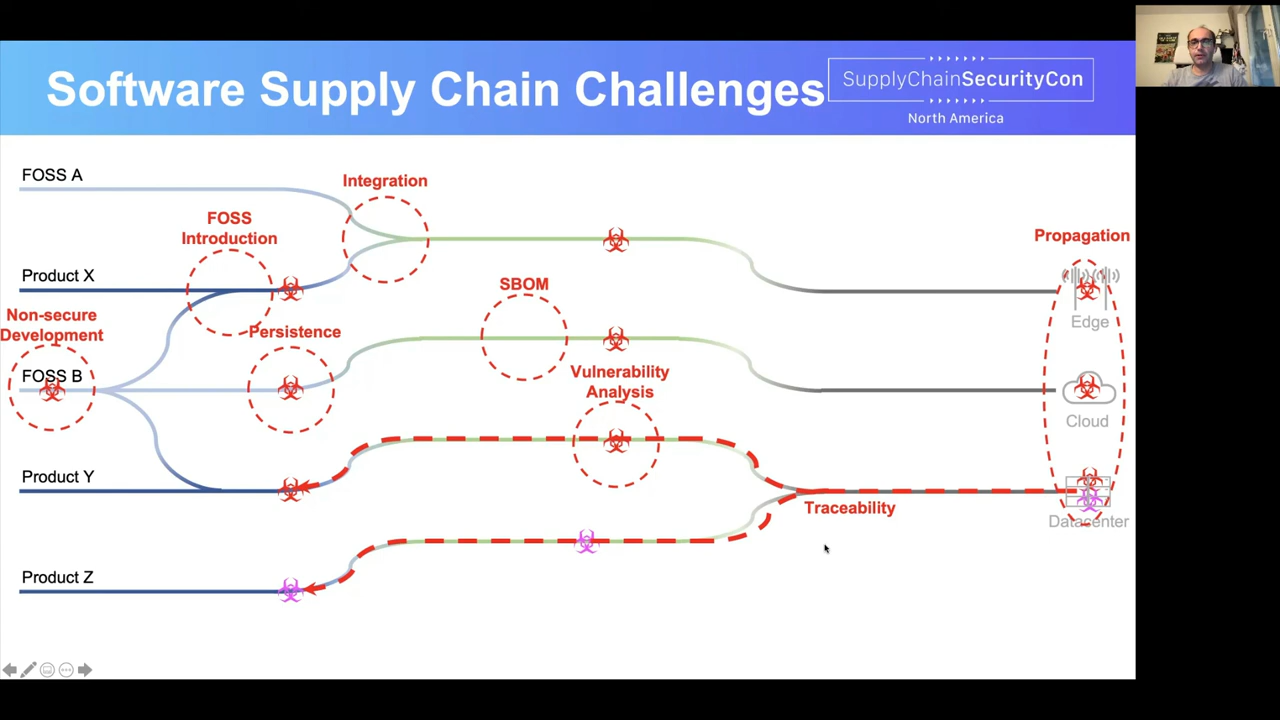 Software Supply Chain Challenges
SupplyChainSecurityCon
North America
FOSS A
Integration
FOSS
Introduction
Propagation
Product X
SBOM
Non-secure
Development
Persistence
Edge
FOSS B
Vulnerability
Analysis
Cloud
Product Y
Traceability
Datacenter
Product Z